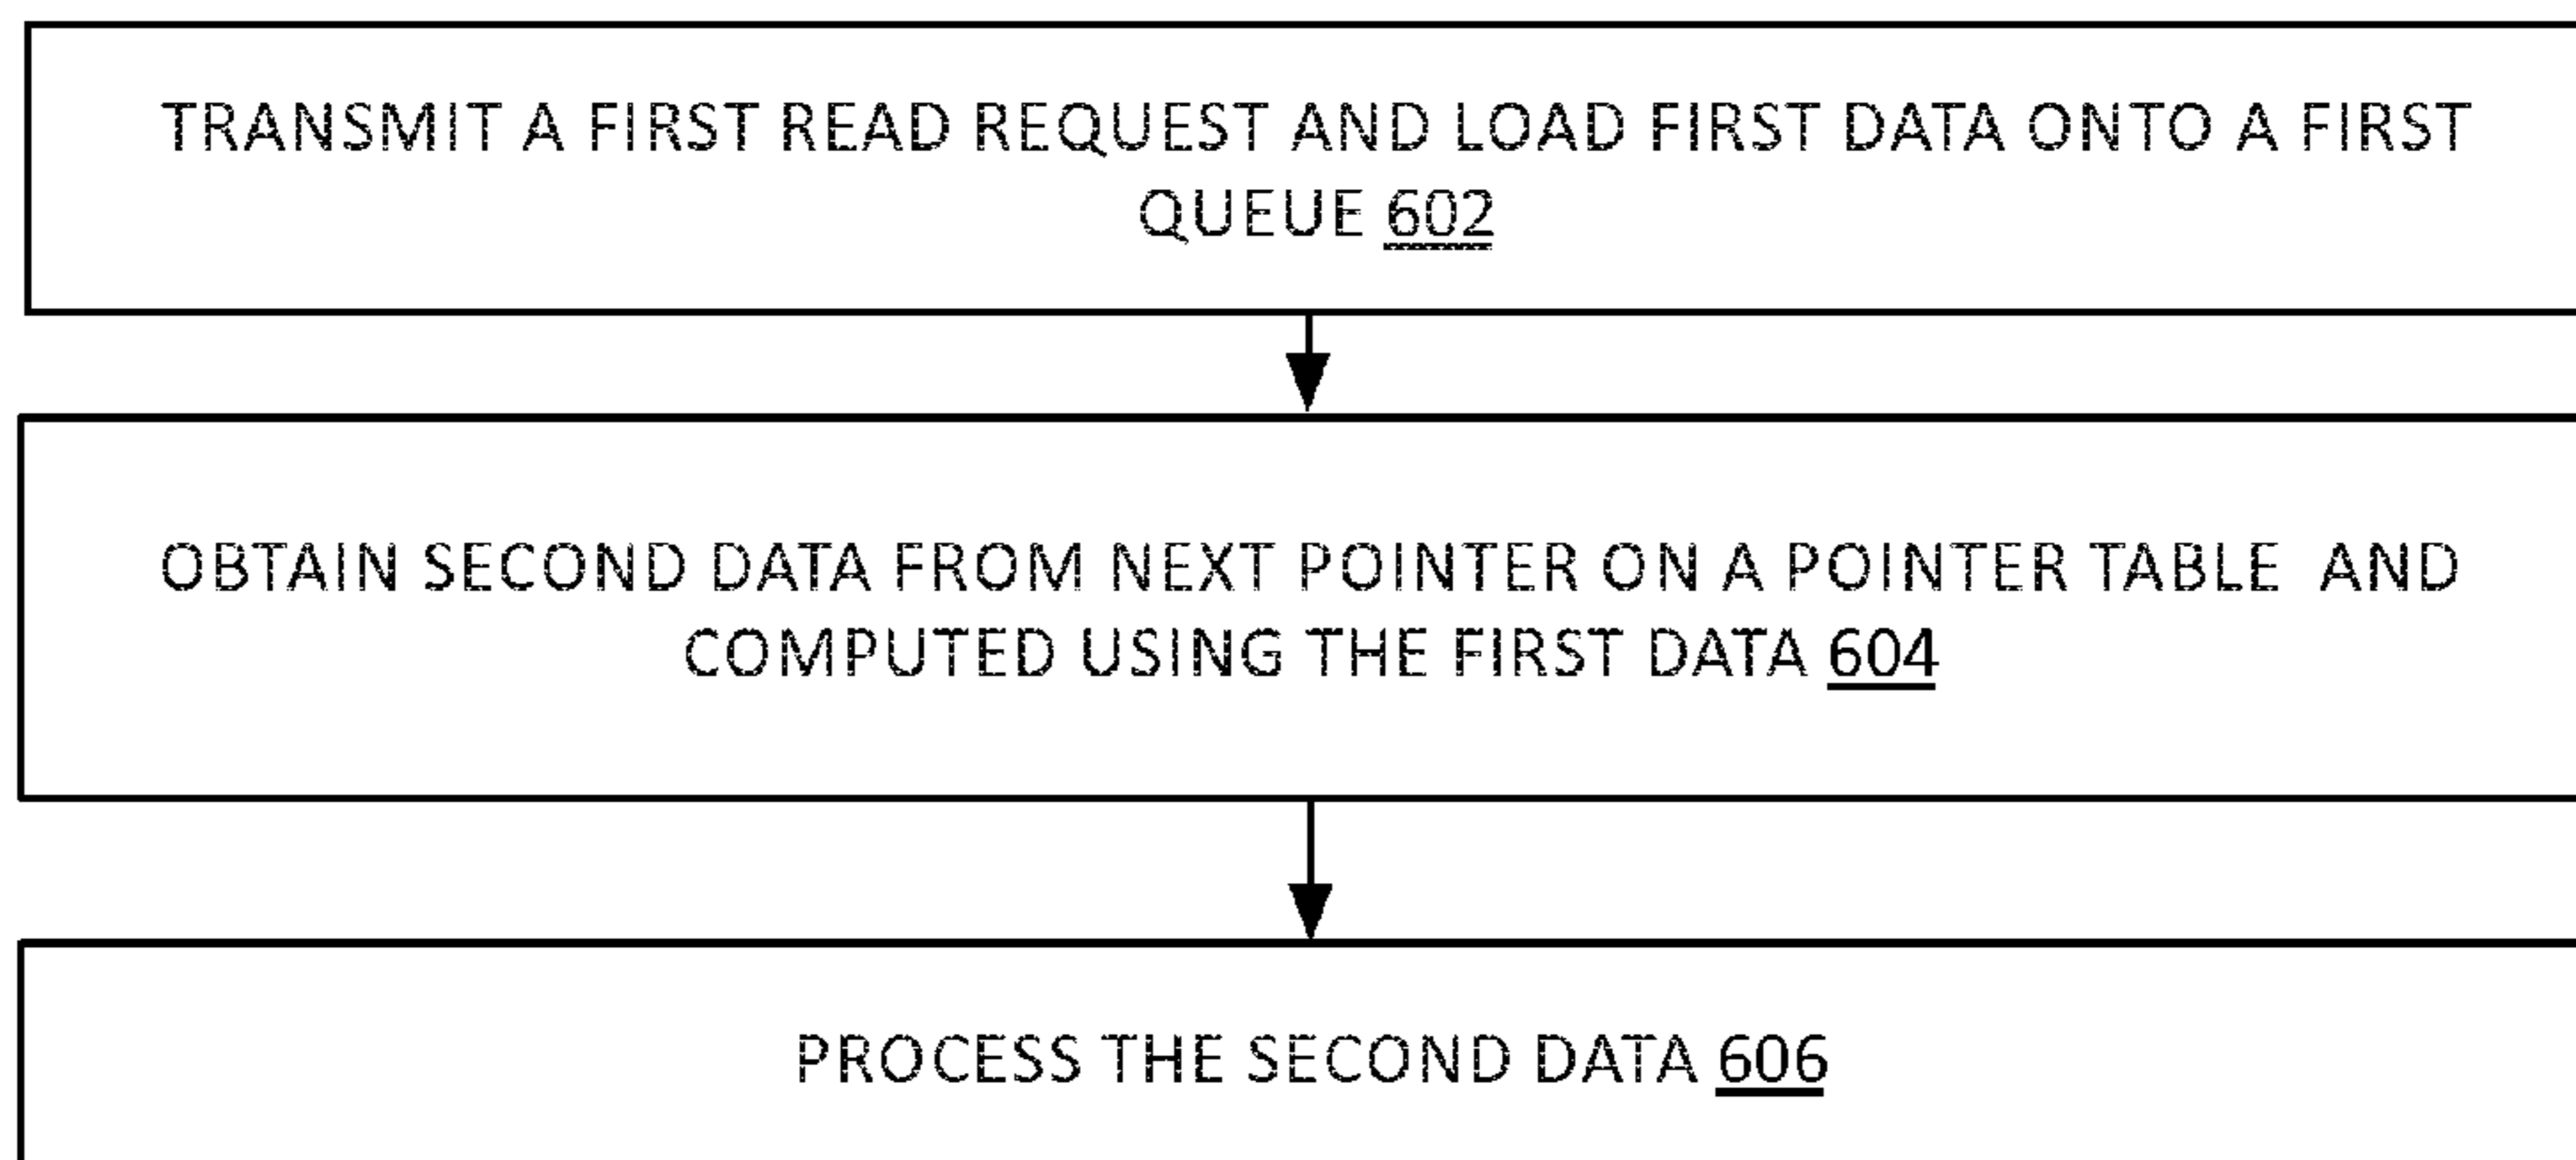 TRANSMIT A FIRST READ REQUEST AND LOAD FIRST DATA ONTO A FIRST
QUEUE 602
OBTAIN SECOND DATA FROM NEXT POINTER ON A POINTER TABLE AND
COMPUTED USING THE FIRST DATA 604
PROCESS THE SECOND DATA 606